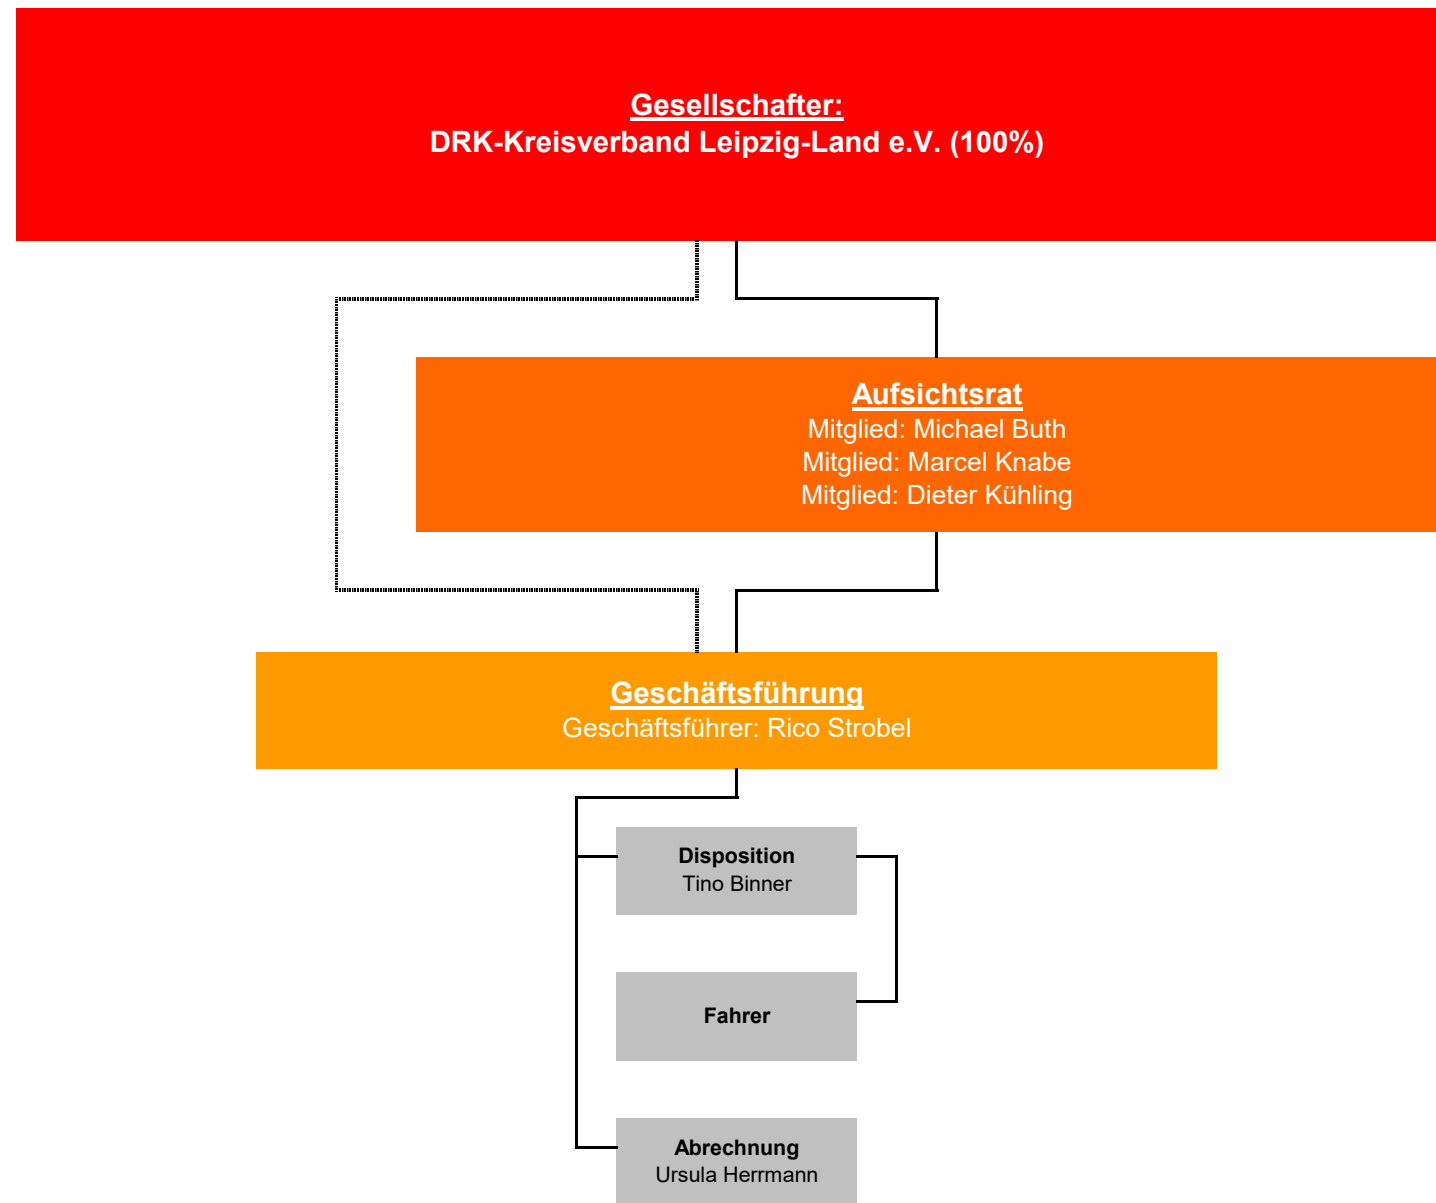 Gesellschafter:
DRK-Kreisverband Leipzig-Land e.V. (100%)
Aufsichtsrat
Mitglied: Michael Buth
Mitglied: Marcel Knabe
Mitglied: Dieter Kühling
Geschäftsführung
Geschäftsführer: Rico Strobel
Disposition
Tino Binner
Fahrer
Abrechnung
Ursula Herrmann